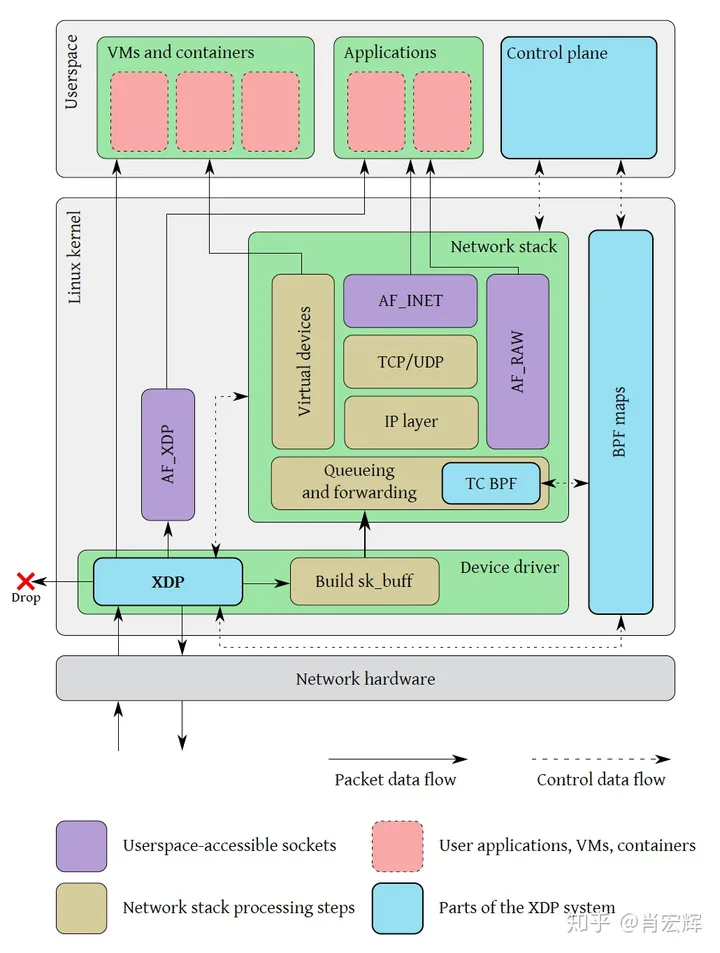 Userspace
VMs and containers
Applications
Control plane
Linux kernel
Network stack
Virtual devices
AF_INET
AF_RAW
TCP/UDP
IP layer
AF_XDP
BPF maps
Queueing
and forwarding
TC BPF
Device driver
XDP
Build sk_buff
Drop
Network hardware
Packet data flow
Control data flow
Userspace-accessible sockets
User applications, VMs, containers
Network stack processing steps
Parts of the XDP system
知乎 @肖宏辉